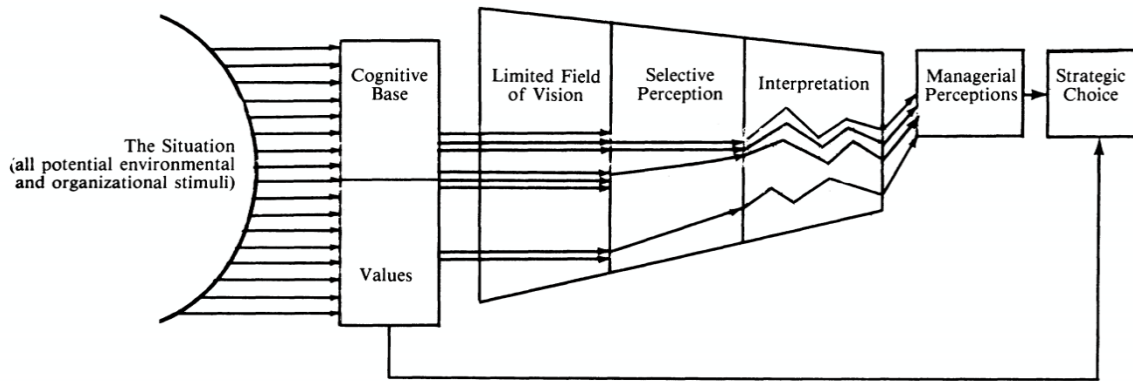 The Situation
(all potential environmental
and organizational stimuli)
Cognitive
Base
Values
Limited Field
of Vision
Selective
Perception
Interpretation
Managerial
Perceptions
Strategic
Choice